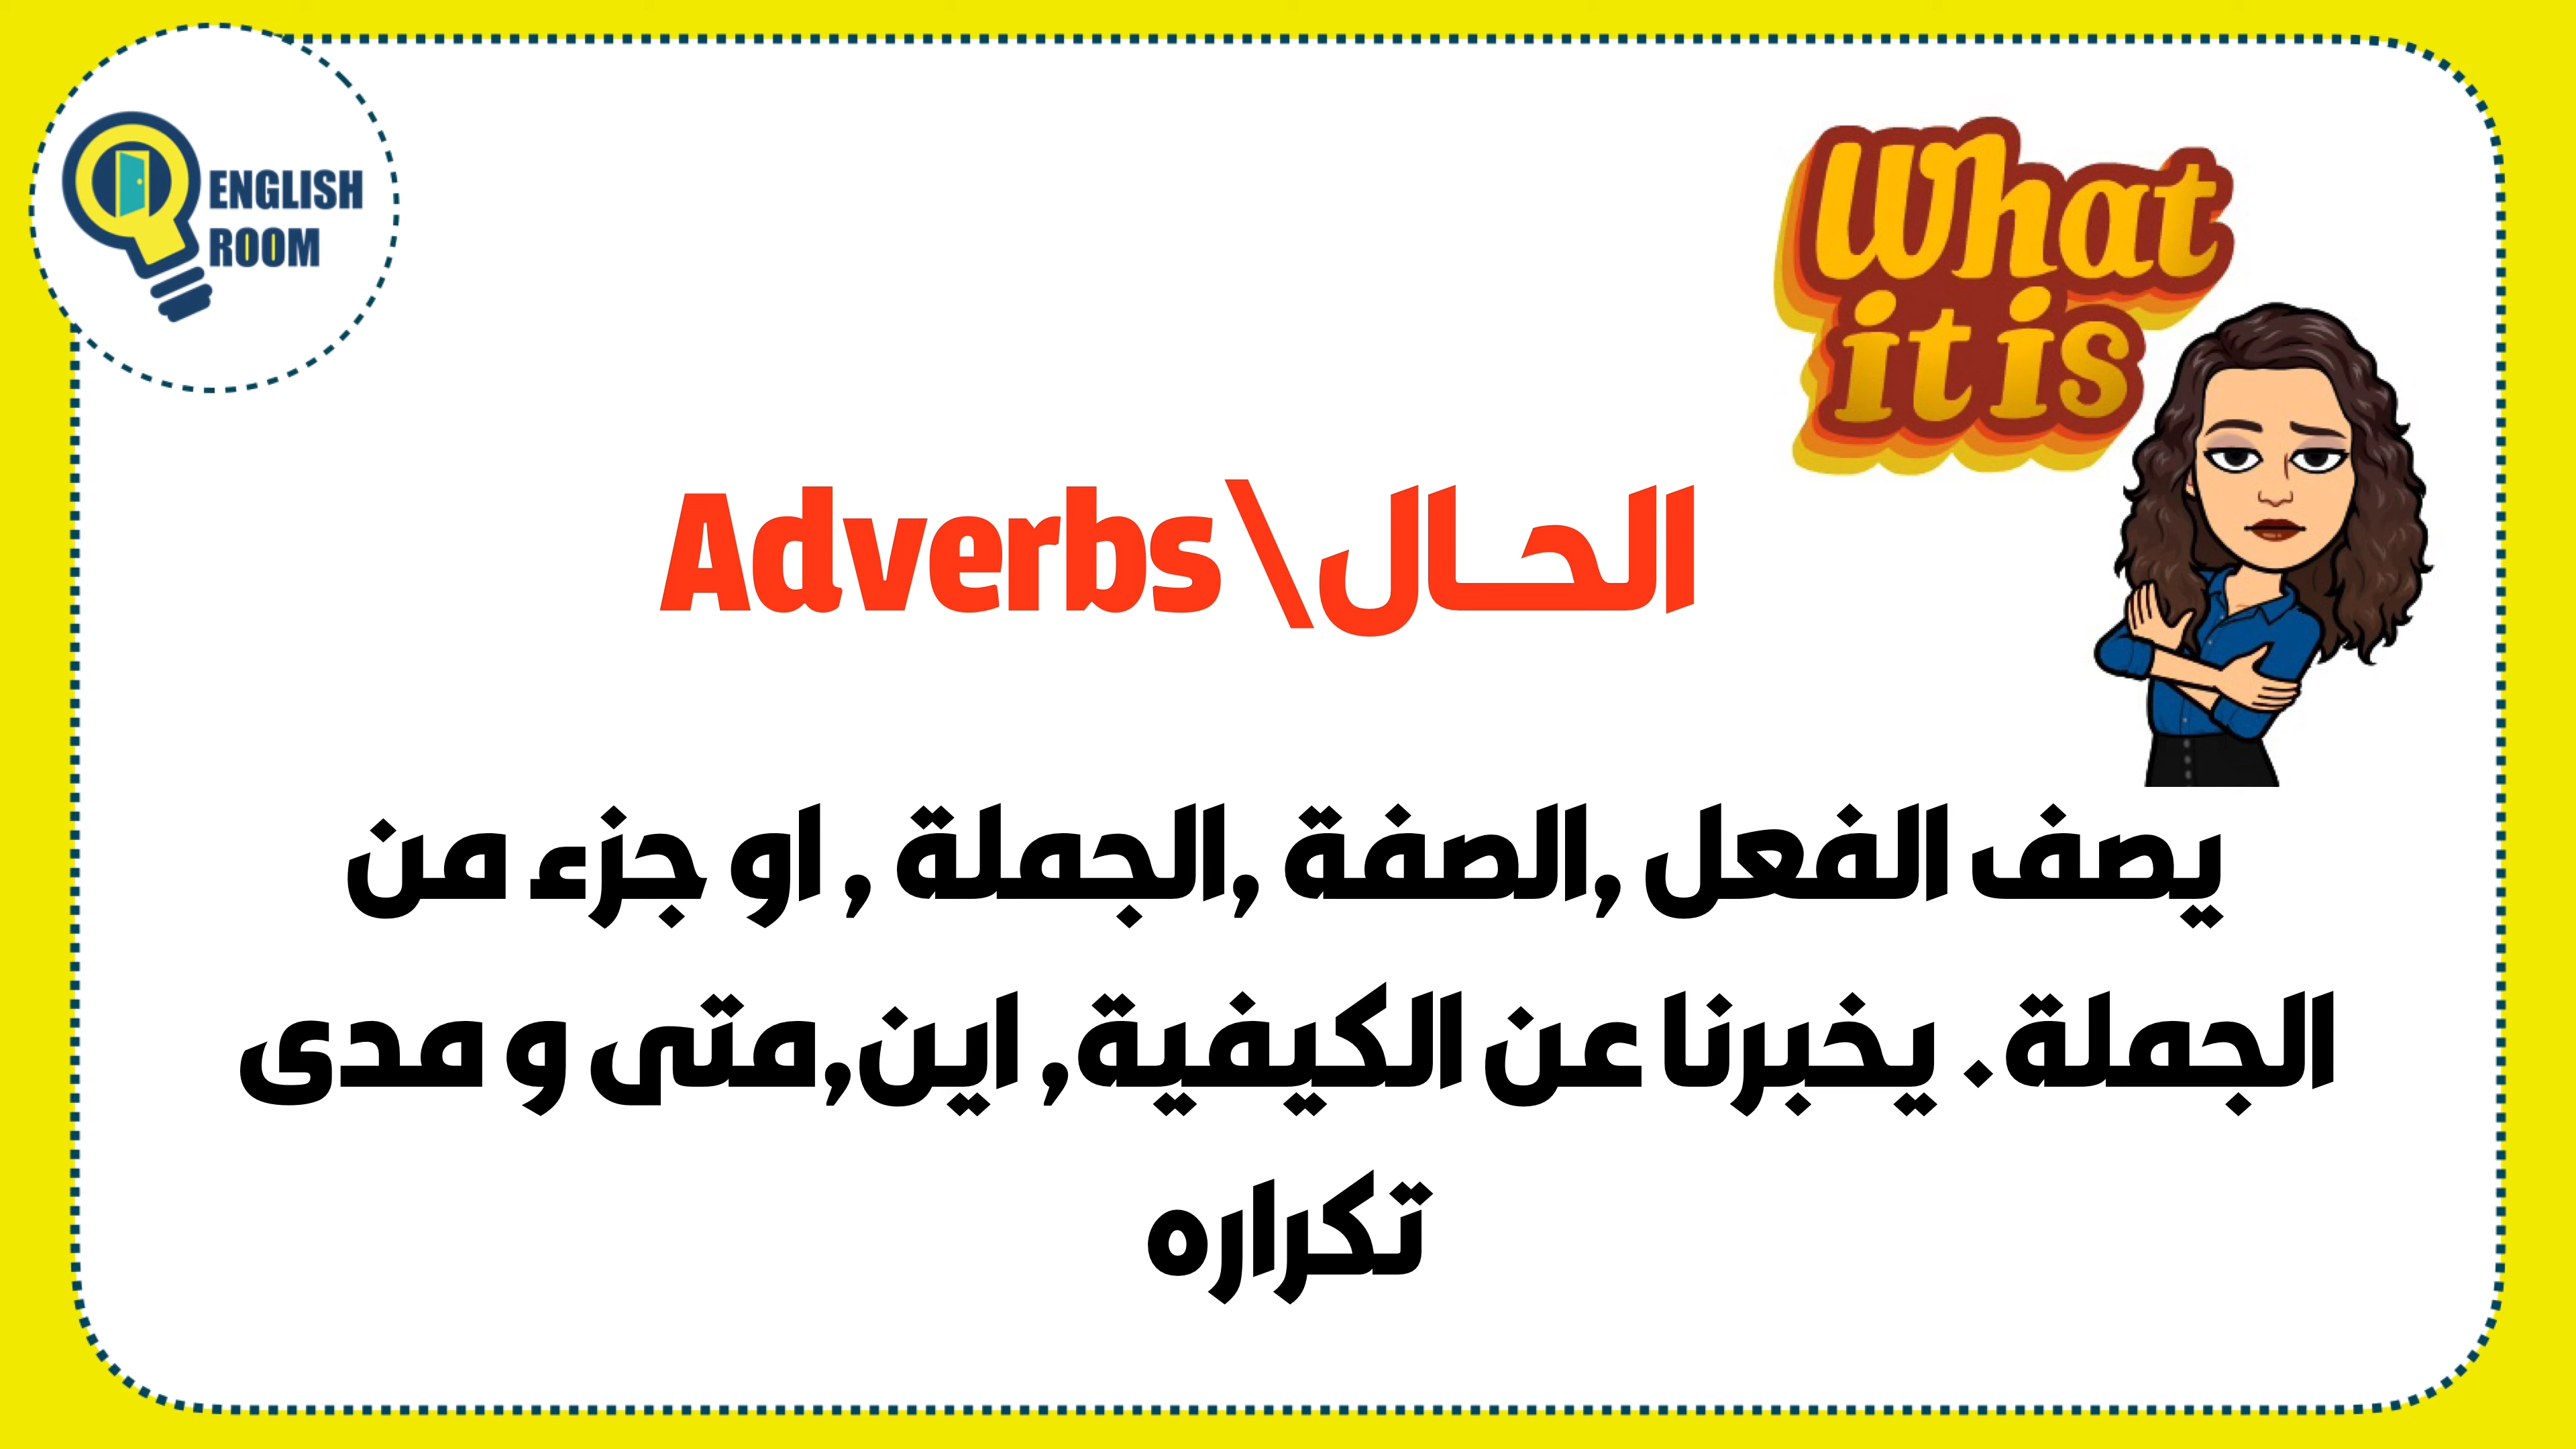 ENGLISH
ROOM
What
it is
الحـال\Adverbs
يصف الفعل ,الصفة ,الجملة , او جزء من
الجملة. يخبرنا عن الكيفية, اين,متى و مدى
تكراره